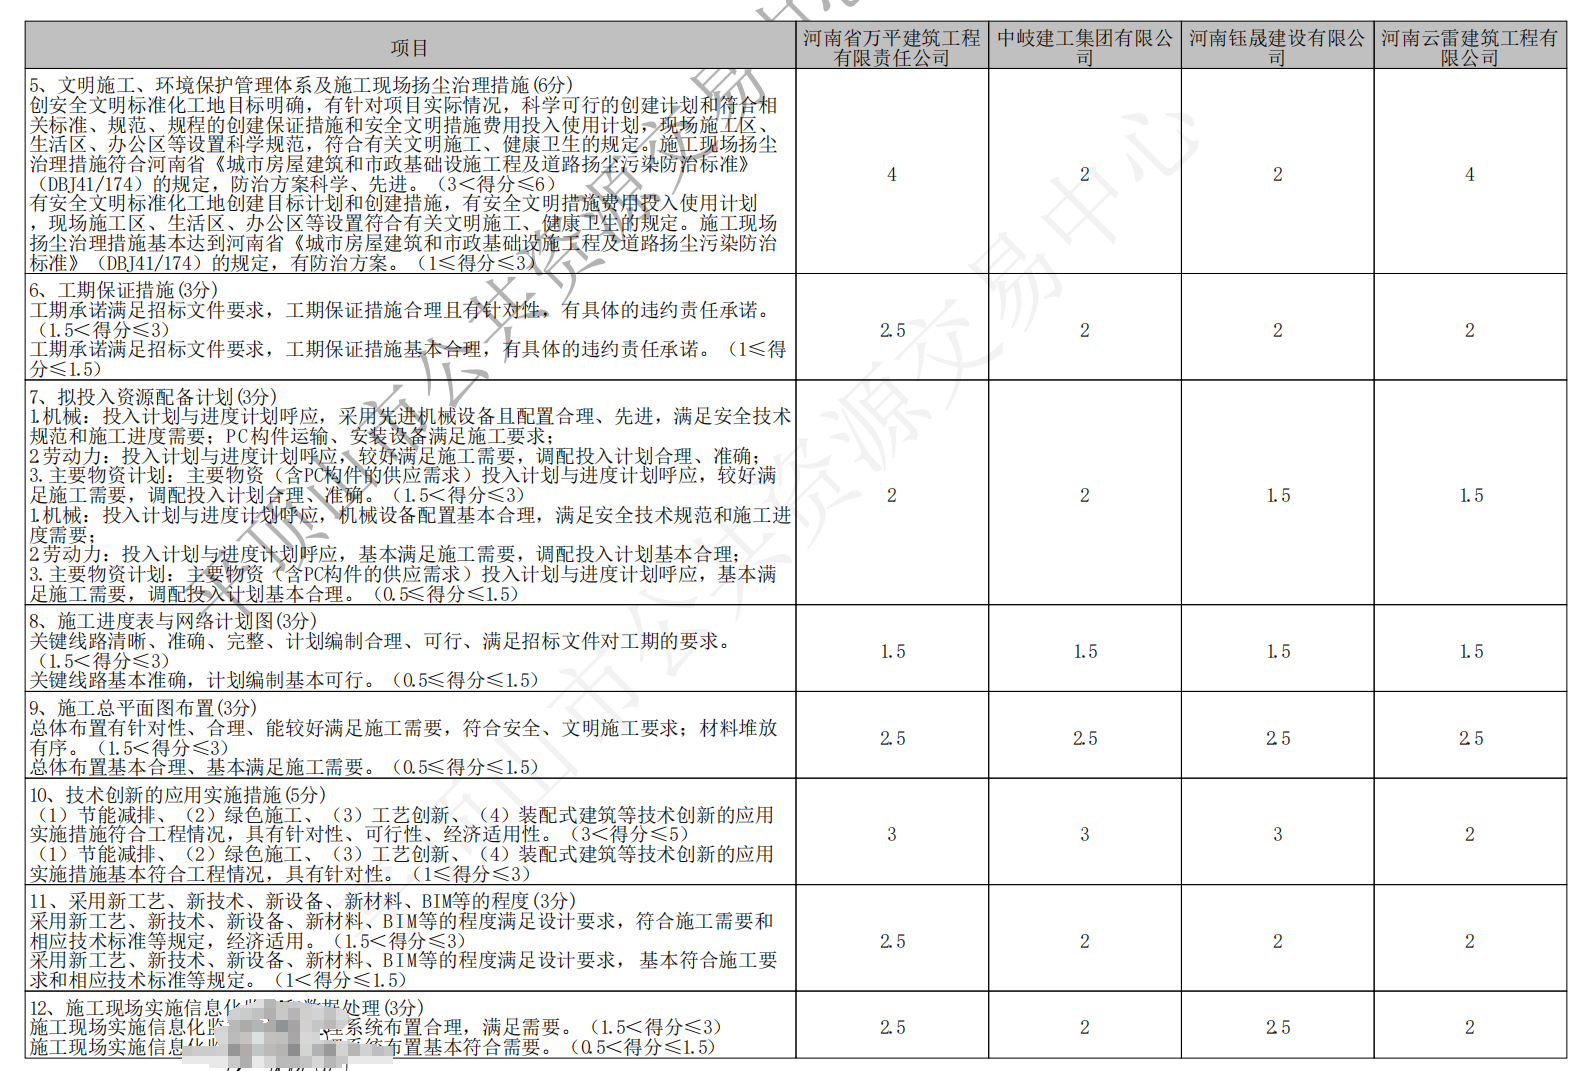 项目
河南省万平建筑工程
有限责任公司
中岐建工集团有限公
司
河南钰晟建设有限公
司
河南云雷建筑工程有
限公司
5、文明施工、环境保护管理体系及施工现场扬尘治理措施(6分)
创安全文明标准化工地目标明确，有针对项目实际情况，科学可行的创建计划和符合相
关标准、规范、规程的创建保证措施和安全文明措施费用投入使用计划，现场施工区、
生活区、办公区等设置科学规范，符合有关文明施工、健康卫生的规定。施工现场扬尘
治理措施符合河南省《城市房屋建筑和市政基础设施工程及道路扬尘污染防治标准》
（DBJ41/174）的规定，防治方案科学、先进。（3＜得分≤6）
有安全文明标准化工地创建目标计划和创建措施，有安全文明措施费用投入使用计划
，现场施工区、生活区、办公区等设置符合有关文明施工、健康卫生的规定。施工现场
扬尘治理措施基本达到河南省《城市房屋建筑和市政基础设施工程及道路扬尘污染防治
标准》（DBJ41/174）的规定，有防治方案。（1≤得分≤3）
4
2
2
4
6、工期保证措施(3分)
工期承诺满足招标文件要求，工期保证措施合理且有针对性，有具体的违约责任承诺。
（1.5＜得分≤3）
工期承诺满足招标文件要求，工期保证措施基本合理，有具体的违约责任承诺。（1≤得
分≤1.5）
2.5
2
2
2
7、拟投入资源配备计划(3分)
1.机械：投入计划与进度计划呼应，采用先进机械设备且配置合理、先进，满足安全技术
规范和施工进度需要；PC构件运输、安装设备满足施工要求；
2劳动力：投入计划与进度计划呼应，较好满足施工需要，调配投入计划合理、准确；
3.主要物资计划：主要物资（含PC构件的供应需求）投入计划与进度计划呼应，较好满
足施工需要，调配投入计划合理、准确。（1.5＜得分≤3）
1.机械：投入计划与进度计划呼应，机械设备配置基本合理，满足安全技术规范和施工进
度需要；
2劳动力：投入计划与进度计划呼应，基本满足施工需要，调配投入计划基本合理；
3.主要物资计划：主要物资（含PC构件的供应需求）投入计划与进度计划呼应，基本满
足施工需要，调配投入计划基本合理。（0.5≤得分≤1.5）
2
2
1.5
1.5
8、施工进度表与网络计划图(3分)
关键线路清晰、准确、完整、计划编制合理、可行、满足招标文件对工期的要求。
（1.5＜得分≤3）
关键线路基本准确，计划编制基本可行。（0.5≤得分≤1.5）
1.5
1.5
1.5
1.5
9、施工总平面图布置(3分)
总体布置有针对性、合理、能较好满足施工需要，符合安全、文明施工要求；材料堆放
有序。（1.5＜得分≤3）
总体布置基本合理、基本满足施工需要。（0.5≤得分≤1.5）
2.5
2.5
2.5
2.5
10、技术创新的应用实施措施(5分)
（1）节能减排、（2）绿色施工、（3）工艺创新、（4）装配式建筑等技术创新的应用
实施措施符合工程情况，具有针对性、可行性、经济适用性。（3＜得分≤5）
（1）节能减排、（2）绿色施工、（3）工艺创新、（4）装配式建筑等技术创新的应用
实施措施基本符合工程情况，具有针对性。（1≤得分≤3）
3
3
3
2
11、采用新工艺、新技术、新设备、新材料、BIM等的程度(3分)
采用新工艺、新技术、新设备、新材料、BIM等的程度满足设计要求，符合施工需要和
相应技术标准等规定，经济适用。（1.5＜得分≤3）
采用新工艺、新技术、新设备、新材料、BIM等的程度满足设计要求， 基本符合施工要
求和相应技术标准等规定。（1＜得分≤1.5）
2.5
2
2
2
12、施工现场实施信息化 数据处理(3分)
施工现场实施信息化监 理系统布置合理，满足需要。（1.5＜得分≤3）
施工现场实施信息化 理系统布置基本符合需要。（0.5≤得分≤1.5）
2.5
2
2.5
2
平顶山市公共资源交易中心
平顶山市公共资源交易中心